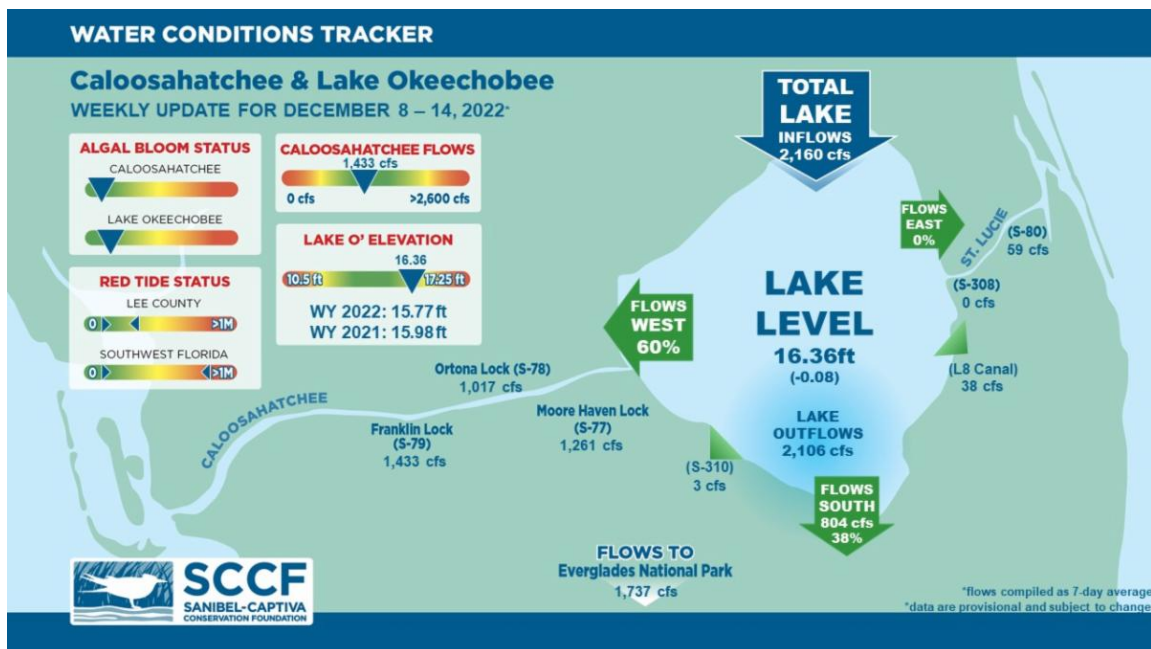 WATER CONDITIONS TRACKER
Caloosahatchee & Lake Okeechobee
WEEKLY UPDATE FOR DECEMBER 8 – 14, 2022*
ALGAL BLOOM STATUS
CALOOSAHATCHEE
LAKE OKEECHOBEE
RED TIDE STATUS
LEE COUNTY
0 >1M
SOUTHWEST FLORIDA
0 >1M
CALOOSAHATCHEE FLOWS
1,433 cfs
0 cfs >2,600 cfs
LAKE O’ ELEVATION
16.36
10.5 ft 17.25 ft
WY 2022: 15.77 ft
WY 2021: 15.98 ft
TOTAL
LAKE
INFLOWS
2,160 cfs
FLOWS
EAST
0%
ST. LUCIE
(S-80)
59 cfs
(S-308)
0 cfs
(L8 Canal)
38 cfs
LAKE
LEVEL
16.36ft
(-0.08)
LAKE
OUTFLOWS
2,106 cfs
FLOWS
WEST
60%
Ortona Lock (S-78)
1,017 cfs
CALOOSAHATCHEE
Franklin Lock
(S-79)
1,433 cfs
Moore Haven Lock
(S-77)
1,261 cfs
(S-310)
3 cfs
FLOWS
SOUTH
804 cfs
38%
FLOWS TO
Everglades National Park
1,737 cfs
SCCF
SANIBEL-CAPTIVA
CONSERVATION FOUNDATION
*flows compiled as 7-day average
*data are provisional and subject to change